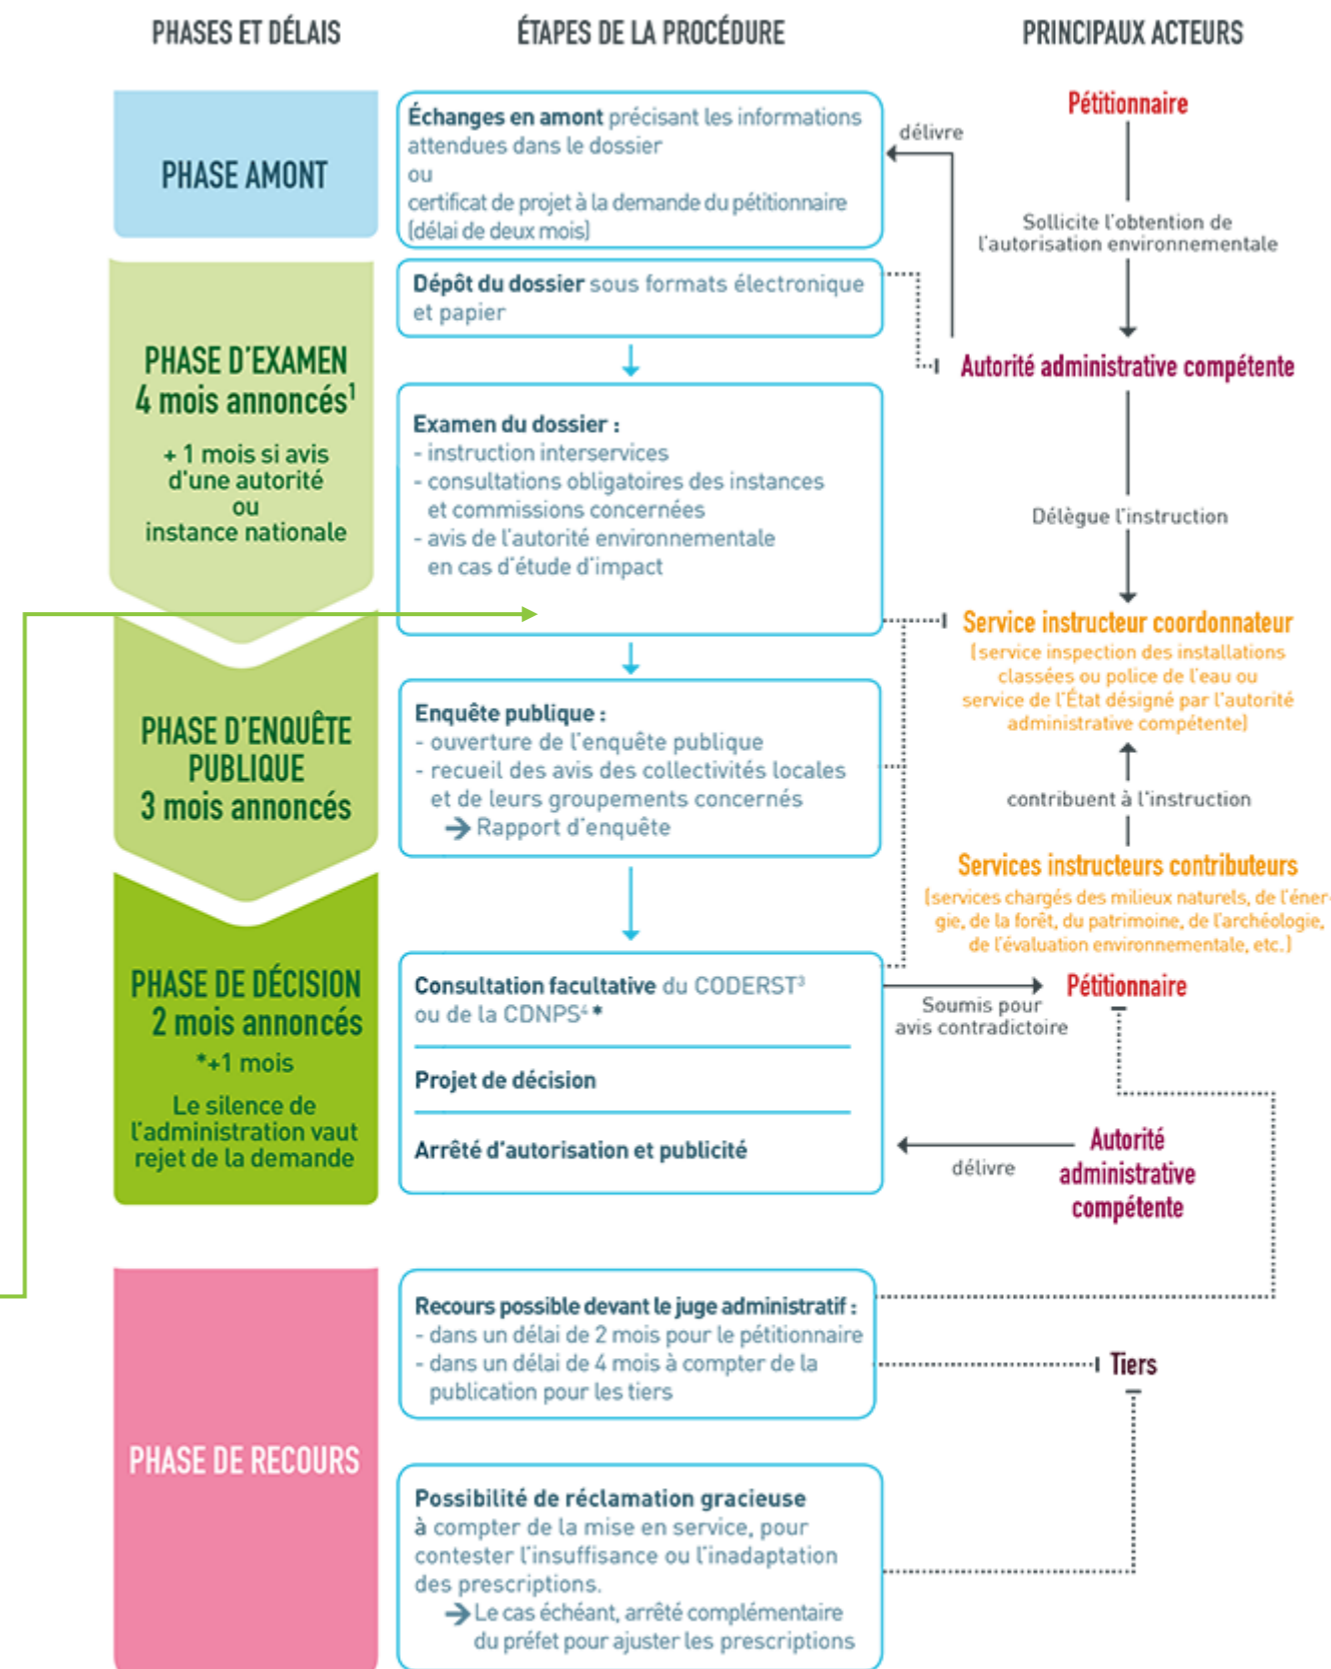 PHASES ET DÉLAIS
ÉTAPES DE LA PROCÉDURE
PRINCIPAUX ACTEURS
PHASE AMONT
Échanges en amont précisant les informations
attendues dans le dossier
ou
certificat de projet à la demande du pétitionnaire
(délai de deux mois)
délivre
Pétitionnaire
Sollicite l'obtention de
l'autorisation environnementale
PHASE D'EXAMEN
4 mois annoncés¹
+ 1 mois si avis
d'une autorité
ou
instance nationale
Dépôt du dossier sous formats électronique
et papier
Autorité administrative compétente
Examen du dossier :
- instruction interservices
- consultations obligatoires des instances
et commissions concernées
- avis de l'autorité environnementale
en cas d'étude d'impact
Délègue l'instruction
Service instructeur coordonnateur
(service inspection des installations
classées ou police de l'eau ou
service de l'État désigné par l'autorité
administrative compétente)
PHASE D'ENQUÊTE
PUBLIQUE
3 mois annoncés
Enquête publique :
- ouverture de l'enquête publique
- recueil des avis des collectivités locales
et de leurs groupements concernés
→ Rapport d'enquête
contribuent à l'instruction
Services instructeurs contributeurs
(services chargés des milieux naturels, de l'éner-
gie, de la forêt, du patrimoine, de l'archéologie,
de l'évaluation environnementale, etc.)
PHASE DE DÉCISION
2 mois annoncés
*+1 mois
Le silence de
l'administration vaut
rejet de la demande
Consultation facultative du CODERST³
ou de la CDNPS⁴ *
Projet de décision
Arrêté d'autorisation et publicité
Pétitionnaire
Soumis pour
avis contradictoire
Autorité
administrative
compétente
délivre
PHASE DE RECOURS
Recours possible devant le juge administratif :
- dans un délai de 2 mois pour le pétitionnaire
- dans un délai de 4 mois à compter de la
publication pour les tiers
Tiers
Possibilité de réclamation gracieuse
à compter de la mise en service, pour
contester l'insuffisance ou l'inadaptation
des prescriptions.
→ Le cas échéant, arrêté complémentaire
du préfet pour ajuster les prescriptions